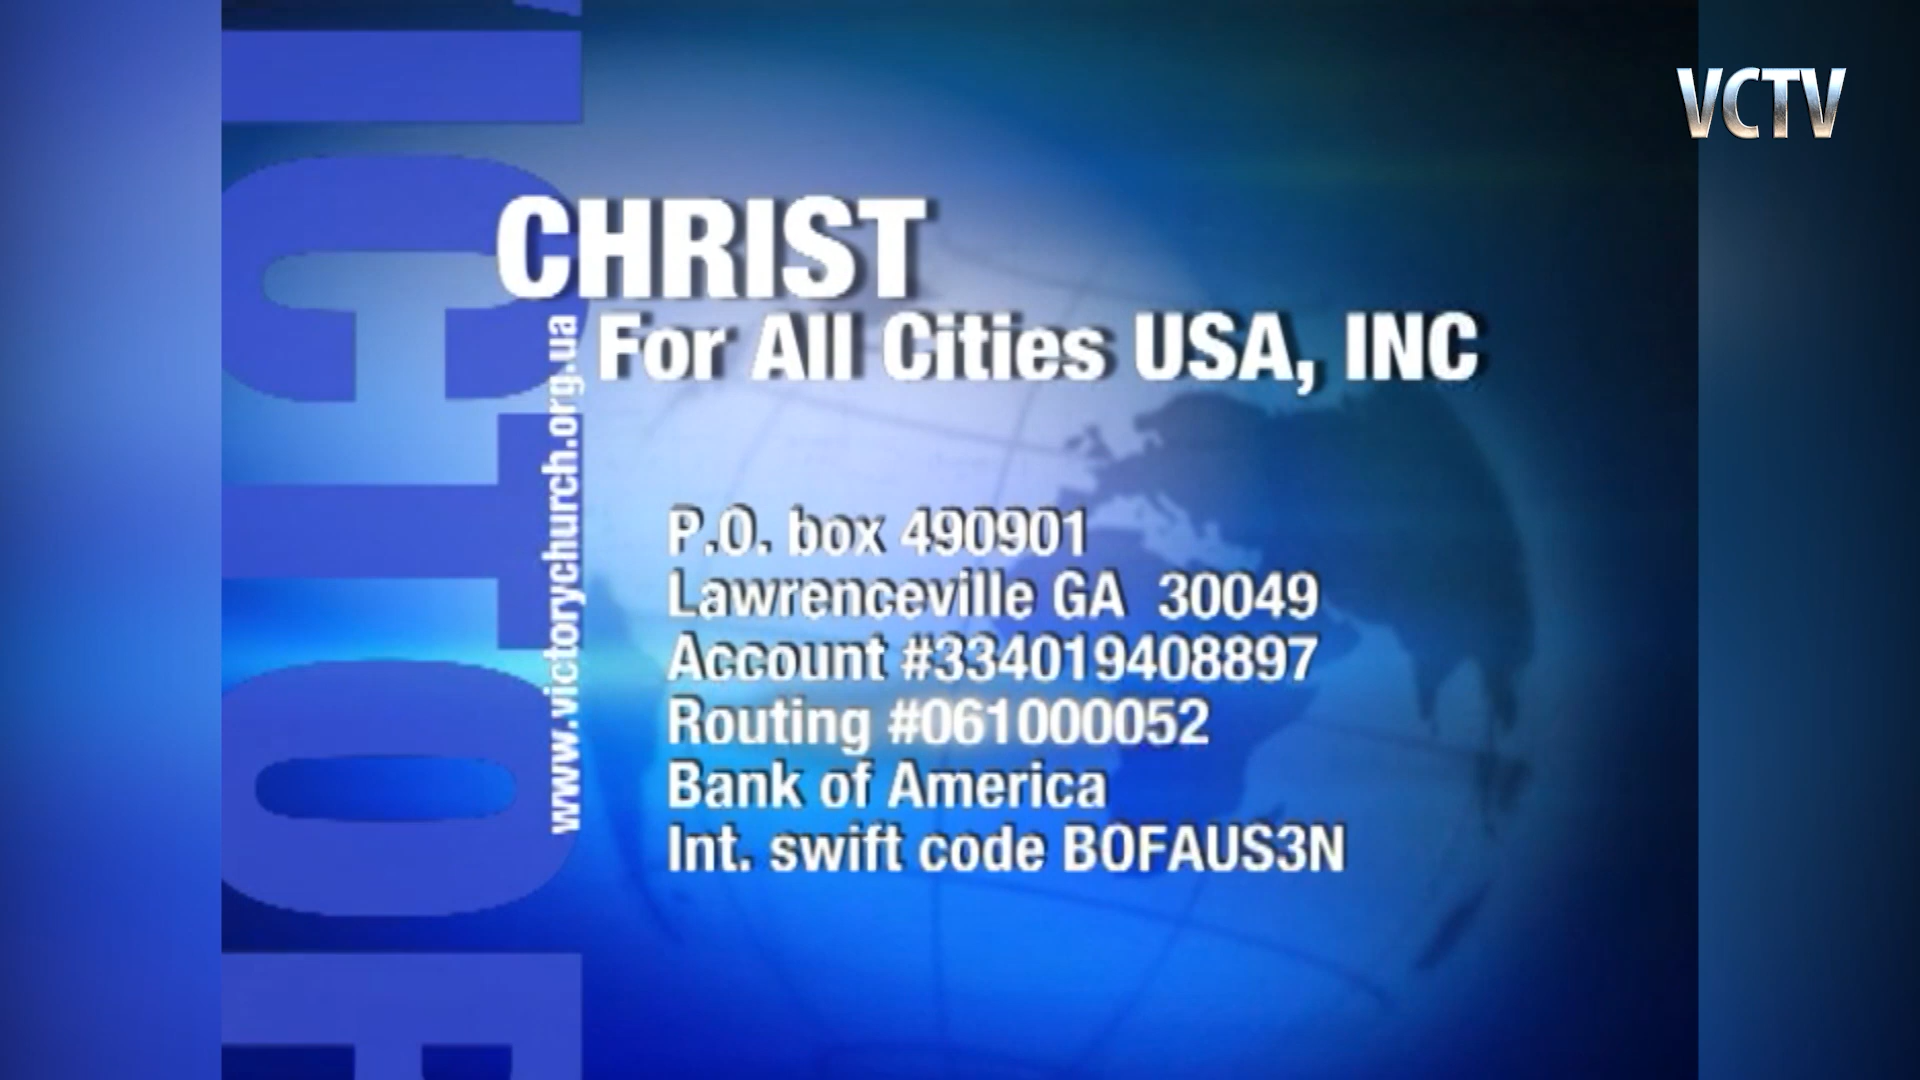 VCTV
CHRIST
For All Cities USA, INC
www.victorychurch.org.ua
P.O. box 490901
Lawrenceville GA 30049
Account #334019408897
Routing #061000052
Bank of America
Int. swift code BOFAUS3N